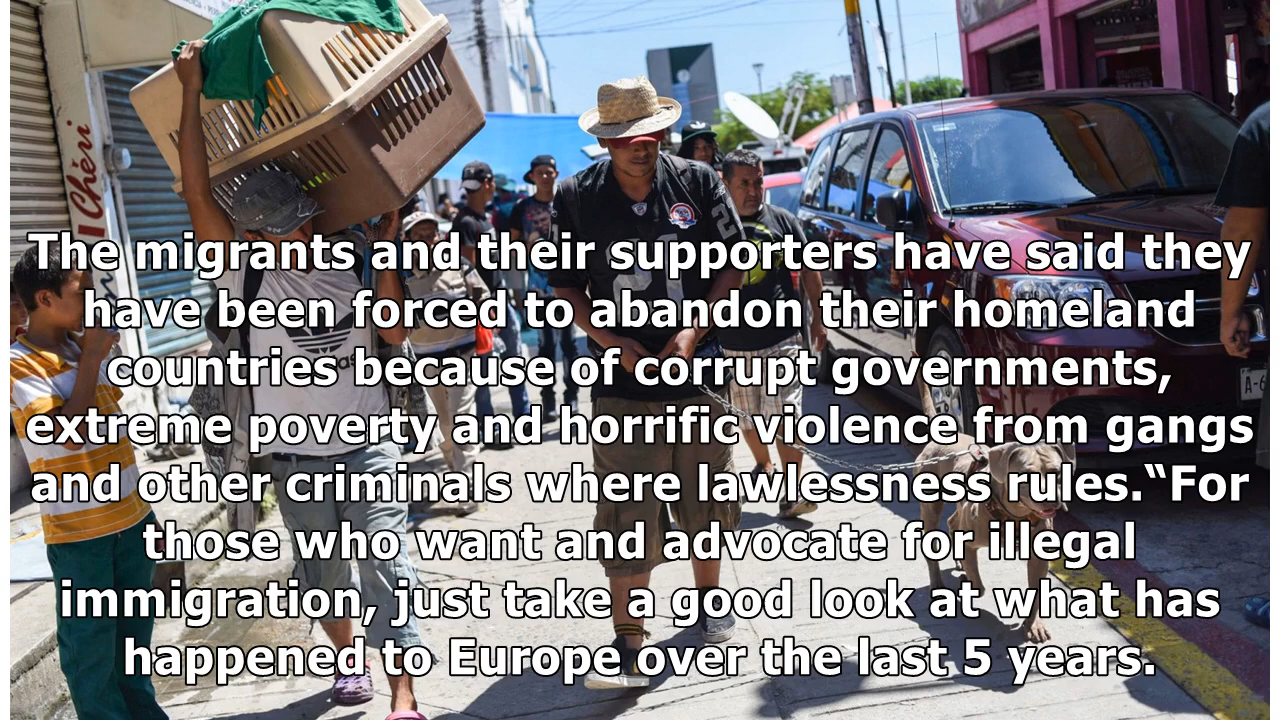 I Chéri
The migrants and their supporters have said they
have been forced to abandon their homeland
countries because of corrupt governments,
extreme poverty and horrific violence from gangs
and other criminals where lawlessness rules.“For
those who want and advocate for illegal
immigration, just take a good look at what has
happened to Europe over the last 5 years.